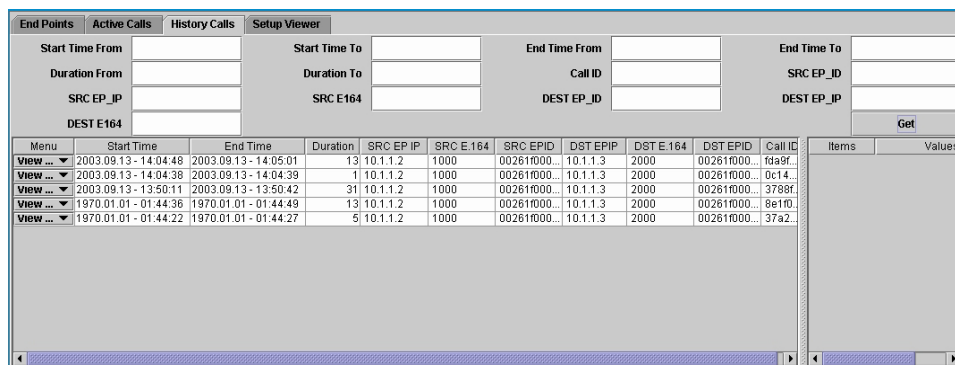 End Points Active Calls History Calls Setup Viewer
Start Time From Start Time To End Time From End Time To
Duration From Duration To Call ID SRC EP_ID
SRC EP_IP SRC E164 DEST EP_ID DEST EP_IP
DEST E164 Get
Menu Start Time End Time Duration SRC EP IP SRC E.164 SRC EPID DST EPIP DST E.164 DST EPID Call ID Items Values
View ... 2003.09.13 - 14:04:48 2003.09.13 - 14:05:01 13 10.1.1.2 1000 00261f000... 10.1.1.3 2000 00261f000... fda9f...
View ... 2003.09.13 - 14:04:38 2003.09.13 - 14:04:39 1 10.1.1.2 1000 00261f000... 10.1.1.3 2000 00261f000... 0c14...
View ... 2003.09.13 - 13:50:11 2003.09.13 - 13:50:42 31 10.1.1.2 1000 00261f000... 10.1.1.3 2000 00261f000... 3788f...
View ... 1970.01.01 - 01:44:36 1970.01.01 - 01:44:49 13 10.1.1.2 1000 00261f000... 10.1.1.3 2000 00261f000... 8e1f0...
View ... 1970.01.01 - 01:44:22 1970.01.01 - 01:44:27 5 10.1.1.2 1000 00261f000... 10.1.1.3 2000 00261f000... 37a2...